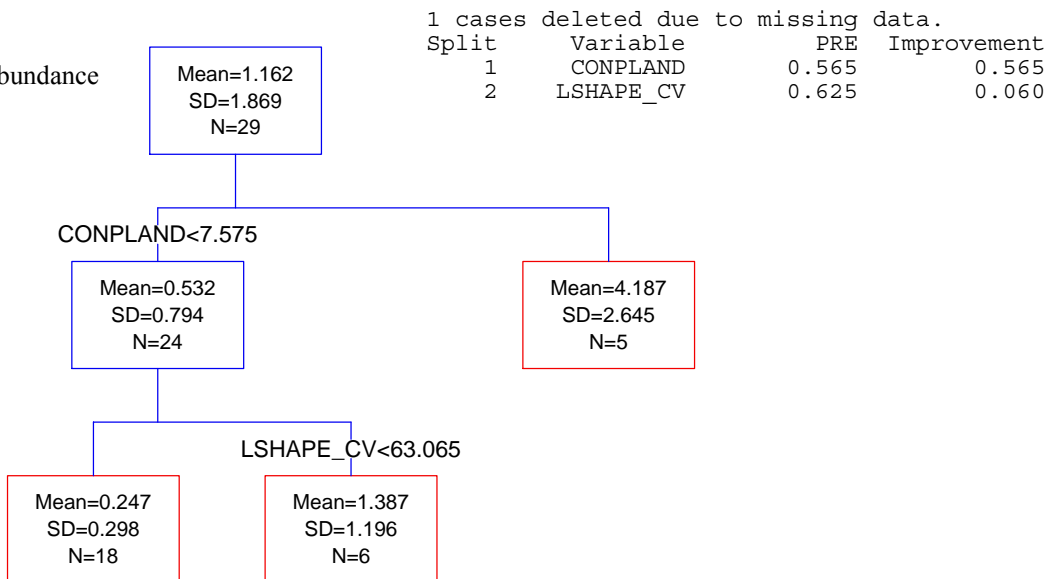 1 cases deleted due to missing data.
Split Variable PRE Improvement
1 CONPLAND 0.565 0.565
2 LSHAPE_CV 0.625 0.060
bundance
Mean=1.162
SD=1.869
N=29
CONPLAND<7.575
Mean=0.532
SD=0.794
N=24
Mean=4.187
SD=2.645
N=5
LSHAPE_CV<63.065
Mean=0.247
SD=0.298
N=18
Mean=1.387
SD=1.196
N=6